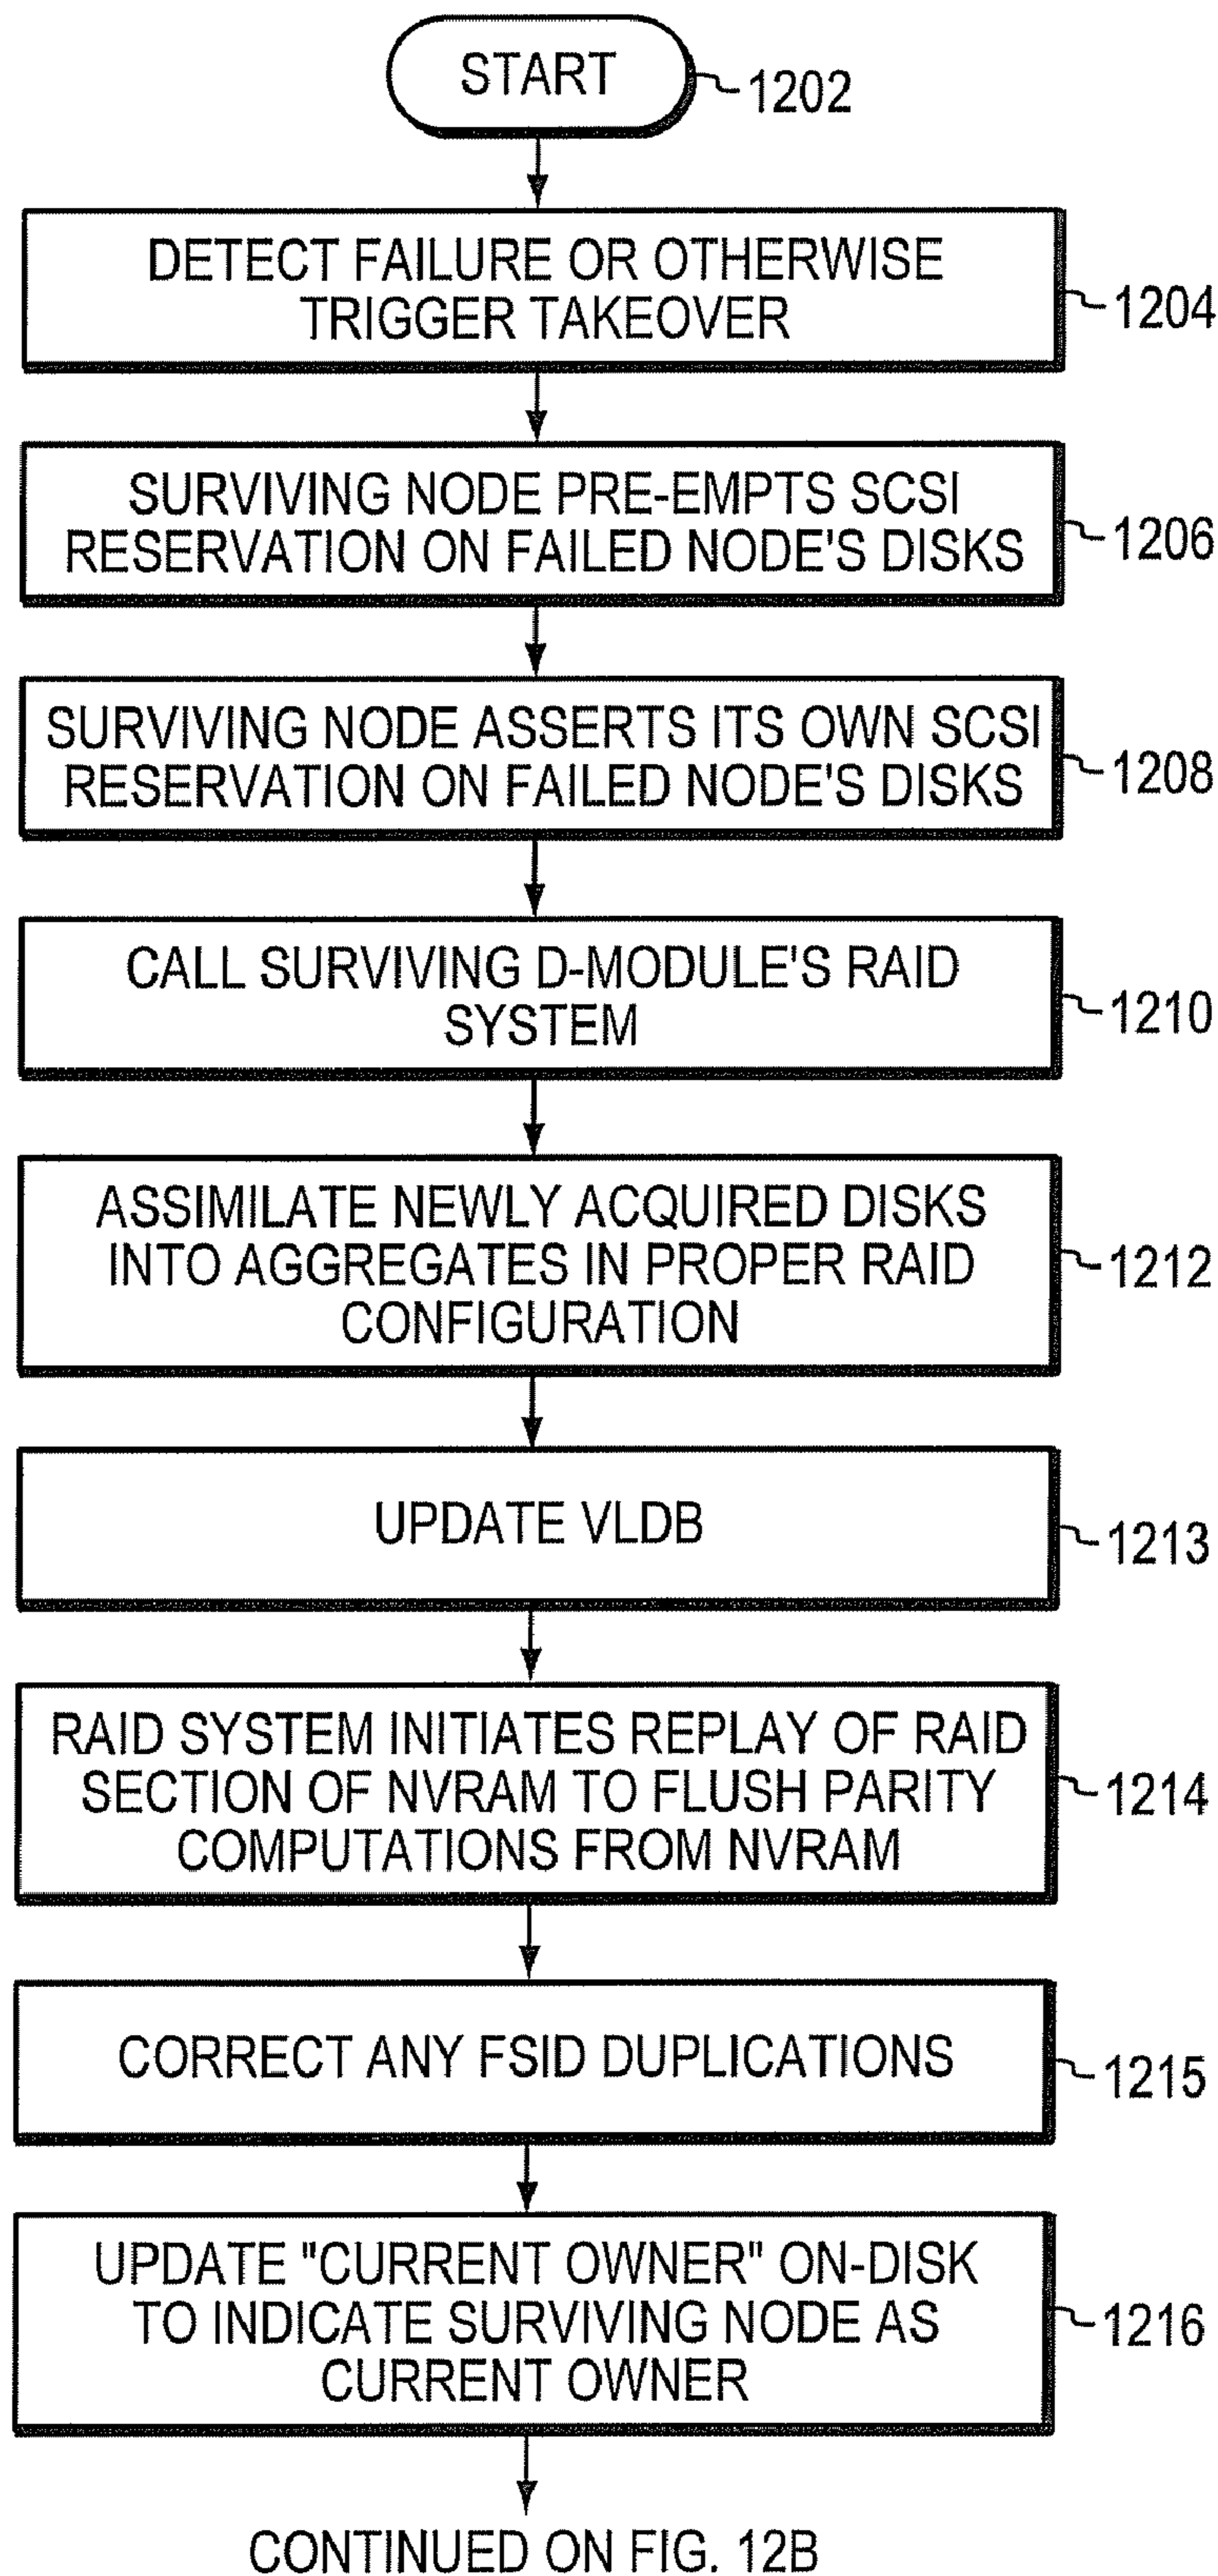 START
1202
DETECT FAILURE OR OTHERWISE
TRIGGER TAKEOVER
1204
SURVIVING NODE PRE-EMPTS SCSI
RESERVATION ON FAILED NODE'S DISKS
1206
SURVIVING NODE ASSERTS ITS OWN SCSI
RESERVATION ON FAILED NODE'S DISKS
1208
CALL SURVIVING D-MODULE'S RAID
SYSTEM
1210
ASSIMILATE NEWLY ACQUIRED DISKS
INTO AGGREGATES IN PROPER RAID
CONFIGURATION
1212
UPDATE VLDB
1213
RAID SYSTEM INITIATES REPLAY OF RAID
SECTION OF NVRAM TO FLUSH PARITY
COMPUTATIONS FROM NVRAM
1214
CORRECT ANY FSID DUPLICATIONS
1215
UPDATE "CURRENT OWNER" ON-DISK
TO INDICATE SURVIVING NODE AS
CURRENT OWNER
1216
CONTINUED ON FIG. 12B